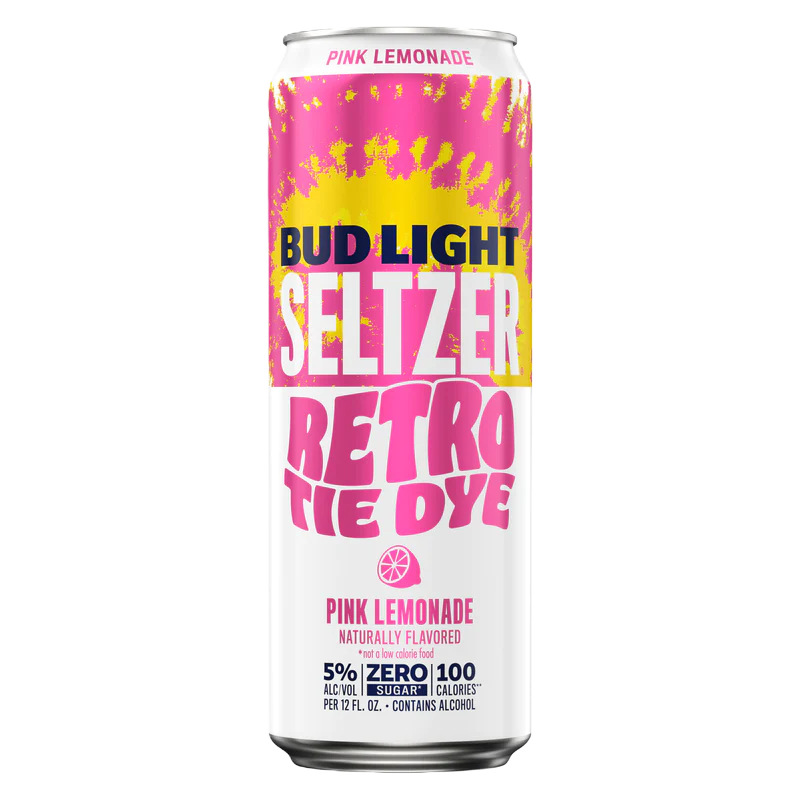 PINK LEMONADE
BUD LIGHT
SELTZER
RETRO
TIE DYE
PINK LEMONADE
NATURALLY FLAVORED
*not a low calorie food
5% ALC/VOL | ZERO SUGAR* | 100 CALORIES**
PER 12 FL. OZ. • CONTAINS ALCOHOL